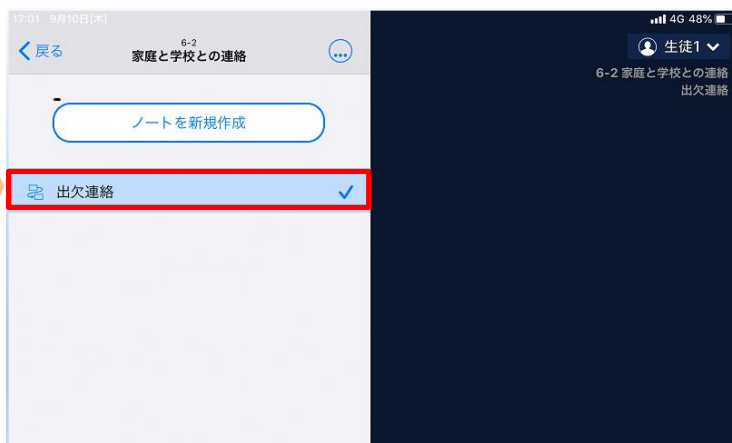 17:01 9月10日(木)
4G 48%
戻る
6-2
家庭と学校との連絡
生徒1
6-2 家庭と学校との連絡
出欠連絡
ノートを新規作成
出欠連絡